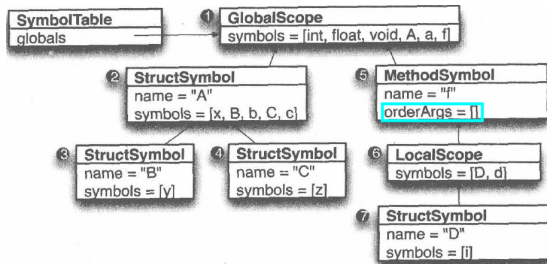 SymbolTable
globals
1 GlobalScope
symbols = [int, float, void, A, a, f]
2 StructSymbol
name = "A"
symbols = [x, B, b, C, c]
5 MethodSymbol
name = "f"
orderArgs = []
3 StructSymbol
name = "B"
symbols = [y]
4 StructSymbol
name = "C"
symbols = [z]
6 LocalScope
symbols = [D, d]
7 StructSymbol
name = "D"
symbols = [i]